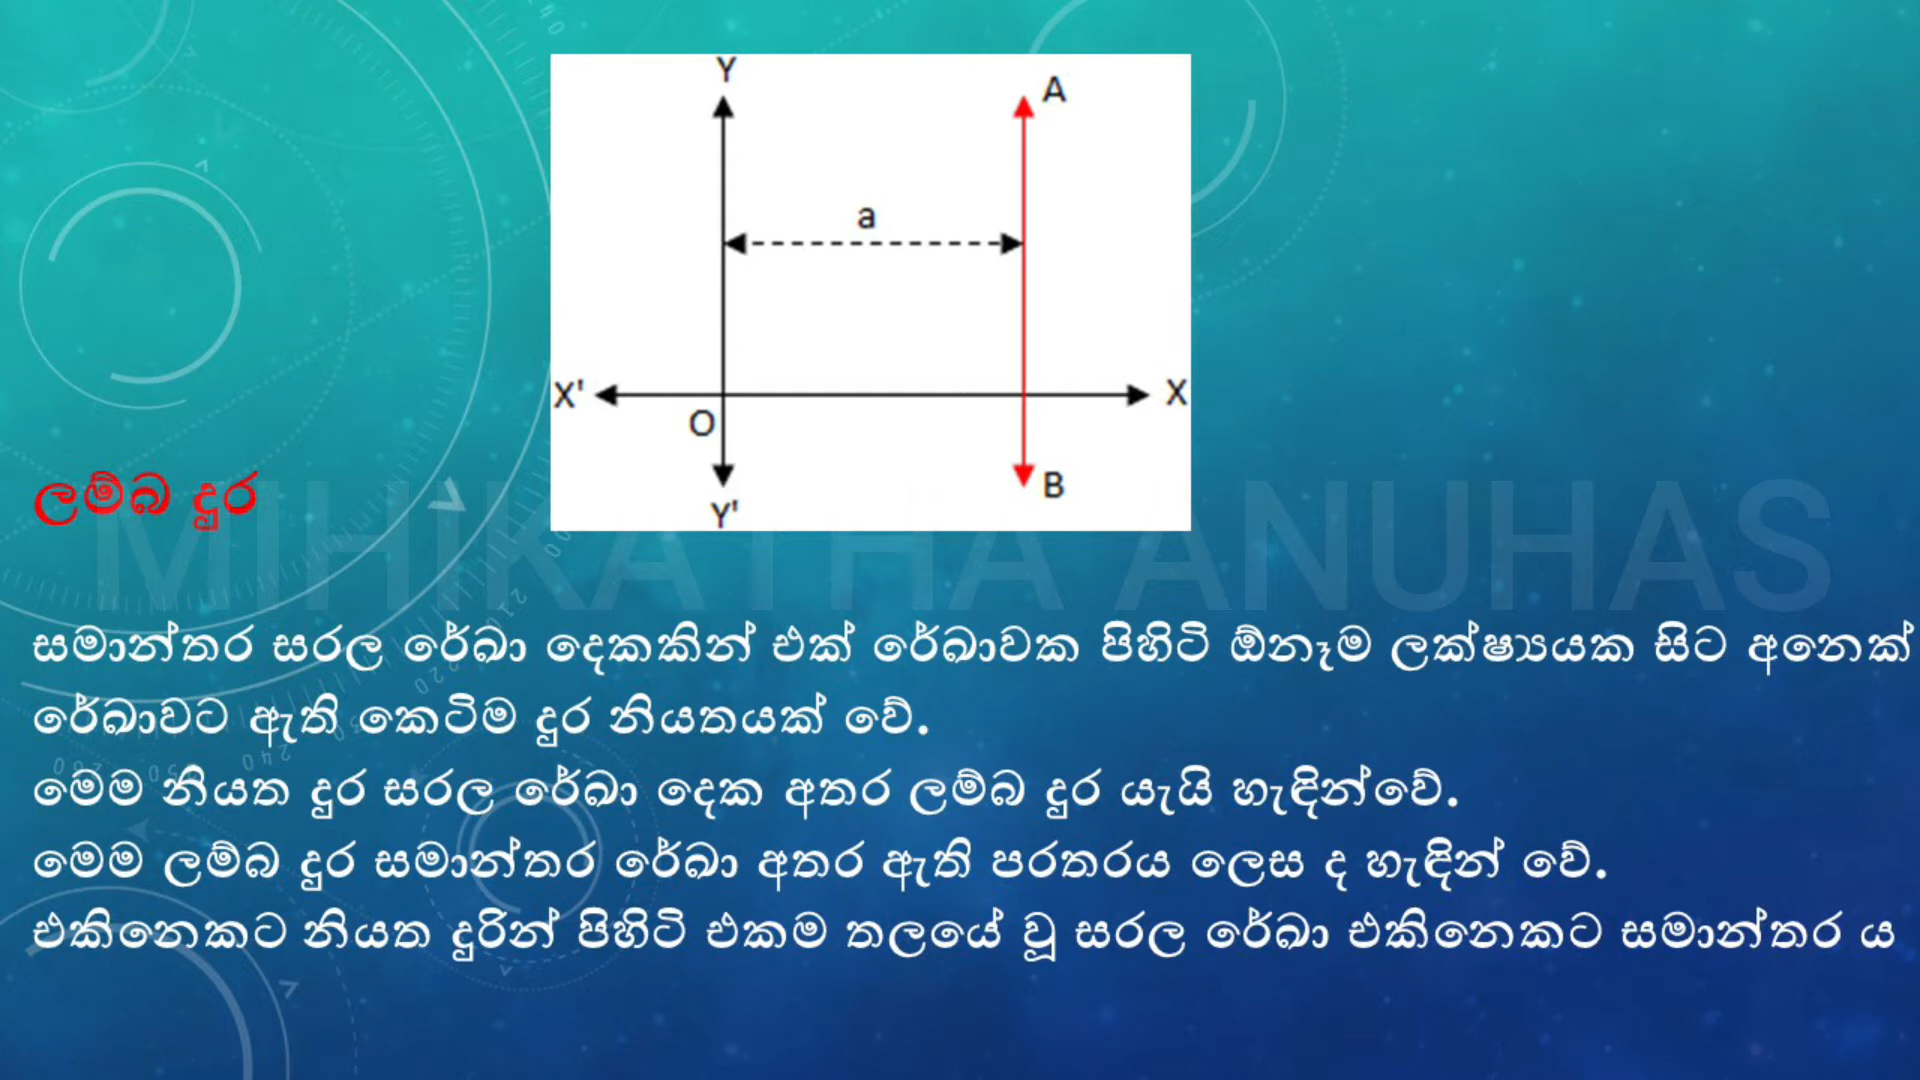 Y
A
a
X'
X
O
B
Y'
ලම්බ දුර
MIHIKATHA ANUHAS
සමාන්තර සරල රේඛා දෙකකින් එක් රේඛාවක පිහිටි ඕනෑම ලක්ෂ්‍යයක සිට අනෙක්
රේඛාවට ඇති කෙටිම දුර නියතයක් වේ.
මෙම නියත දුර සරල රේඛා දෙක අතර ලම්බ දුර යැයි හැඳින්වේ.
මෙම ලම්බ දුර සමාන්තර රේඛා අතර ඇති පරතරය ලෙස ද හැඳින් වේ.
එකිනෙකට නියත දුරින් පිහිටි එකම තලයේ වූ සරල රේඛා එකිනෙකට සමාන්තර ය